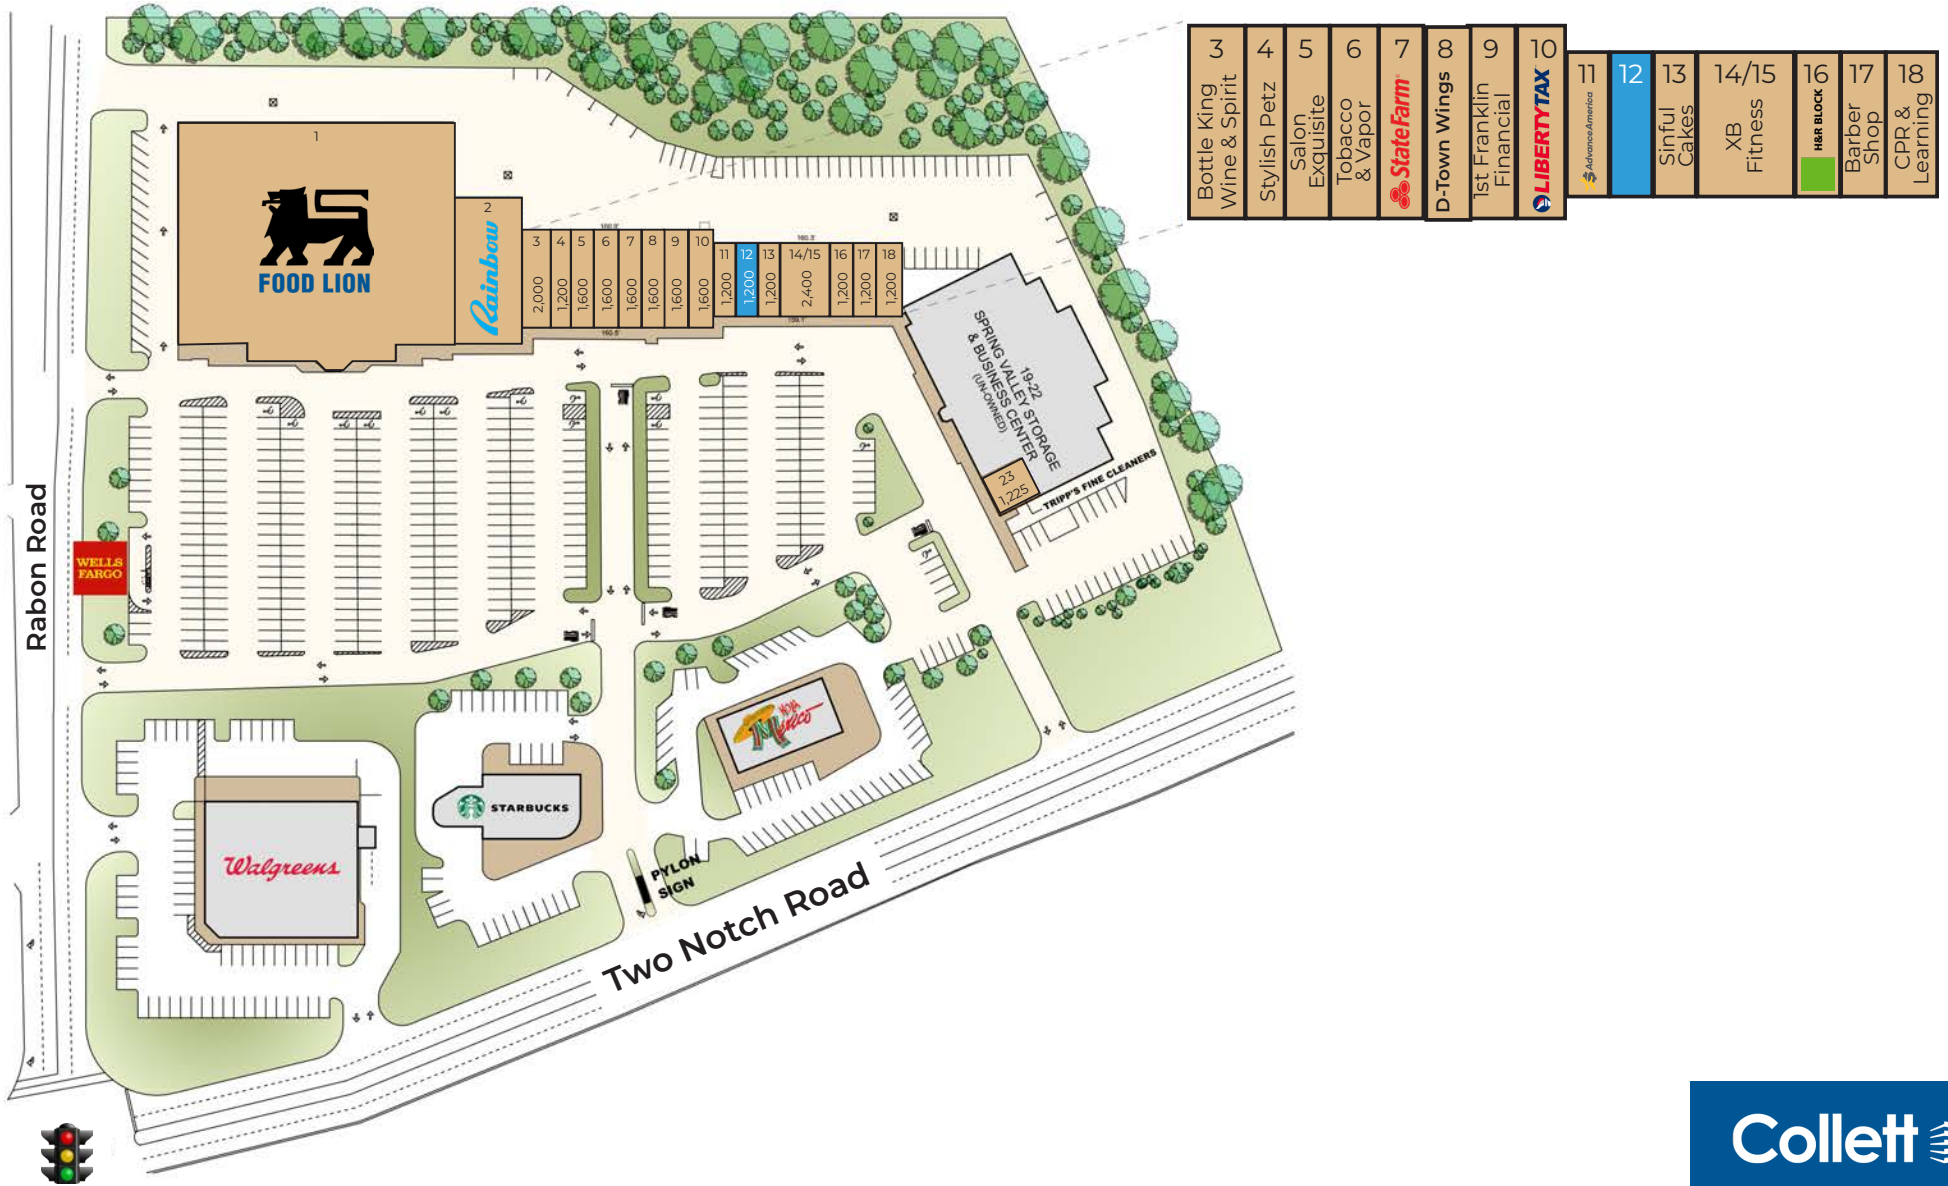 3
Bottle King
Wine & Spirit
4
Stylish Petz
5
Salon
Exquisite
6
Tobacco
& Vapor
7
StateFarm
8
D-Town Wings
9
1st Franklin
Financial
10
LIBERTY TAX
11
Advance America
12
13
Sinful
Cakes
14/15
XB
Fitness
16
H&R BLOCK
17
Barber
Shop
18
CPR &
Learning
1
FOOD LION
2
Rainbow
3
2,000
4
1,200
5
1,600
6
1,600
7
1,600
8
1,600
9
1,600
10
1,600
11
1,200
12
1,200
13
1,200
14/15
2,400
16
1,200
17
1,200
18
1,200
19-22
SPRING VALLEY STORAGE
& BUSINESS CENTER
(UN-OWNED)
23
1,225
TRIPP'S FINE CLEANERS
Rabon Road
WELLS
FARGO
Walgreens
STARBUCKS
Mexico
PYLON
SIGN
Two Notch Road
Collett